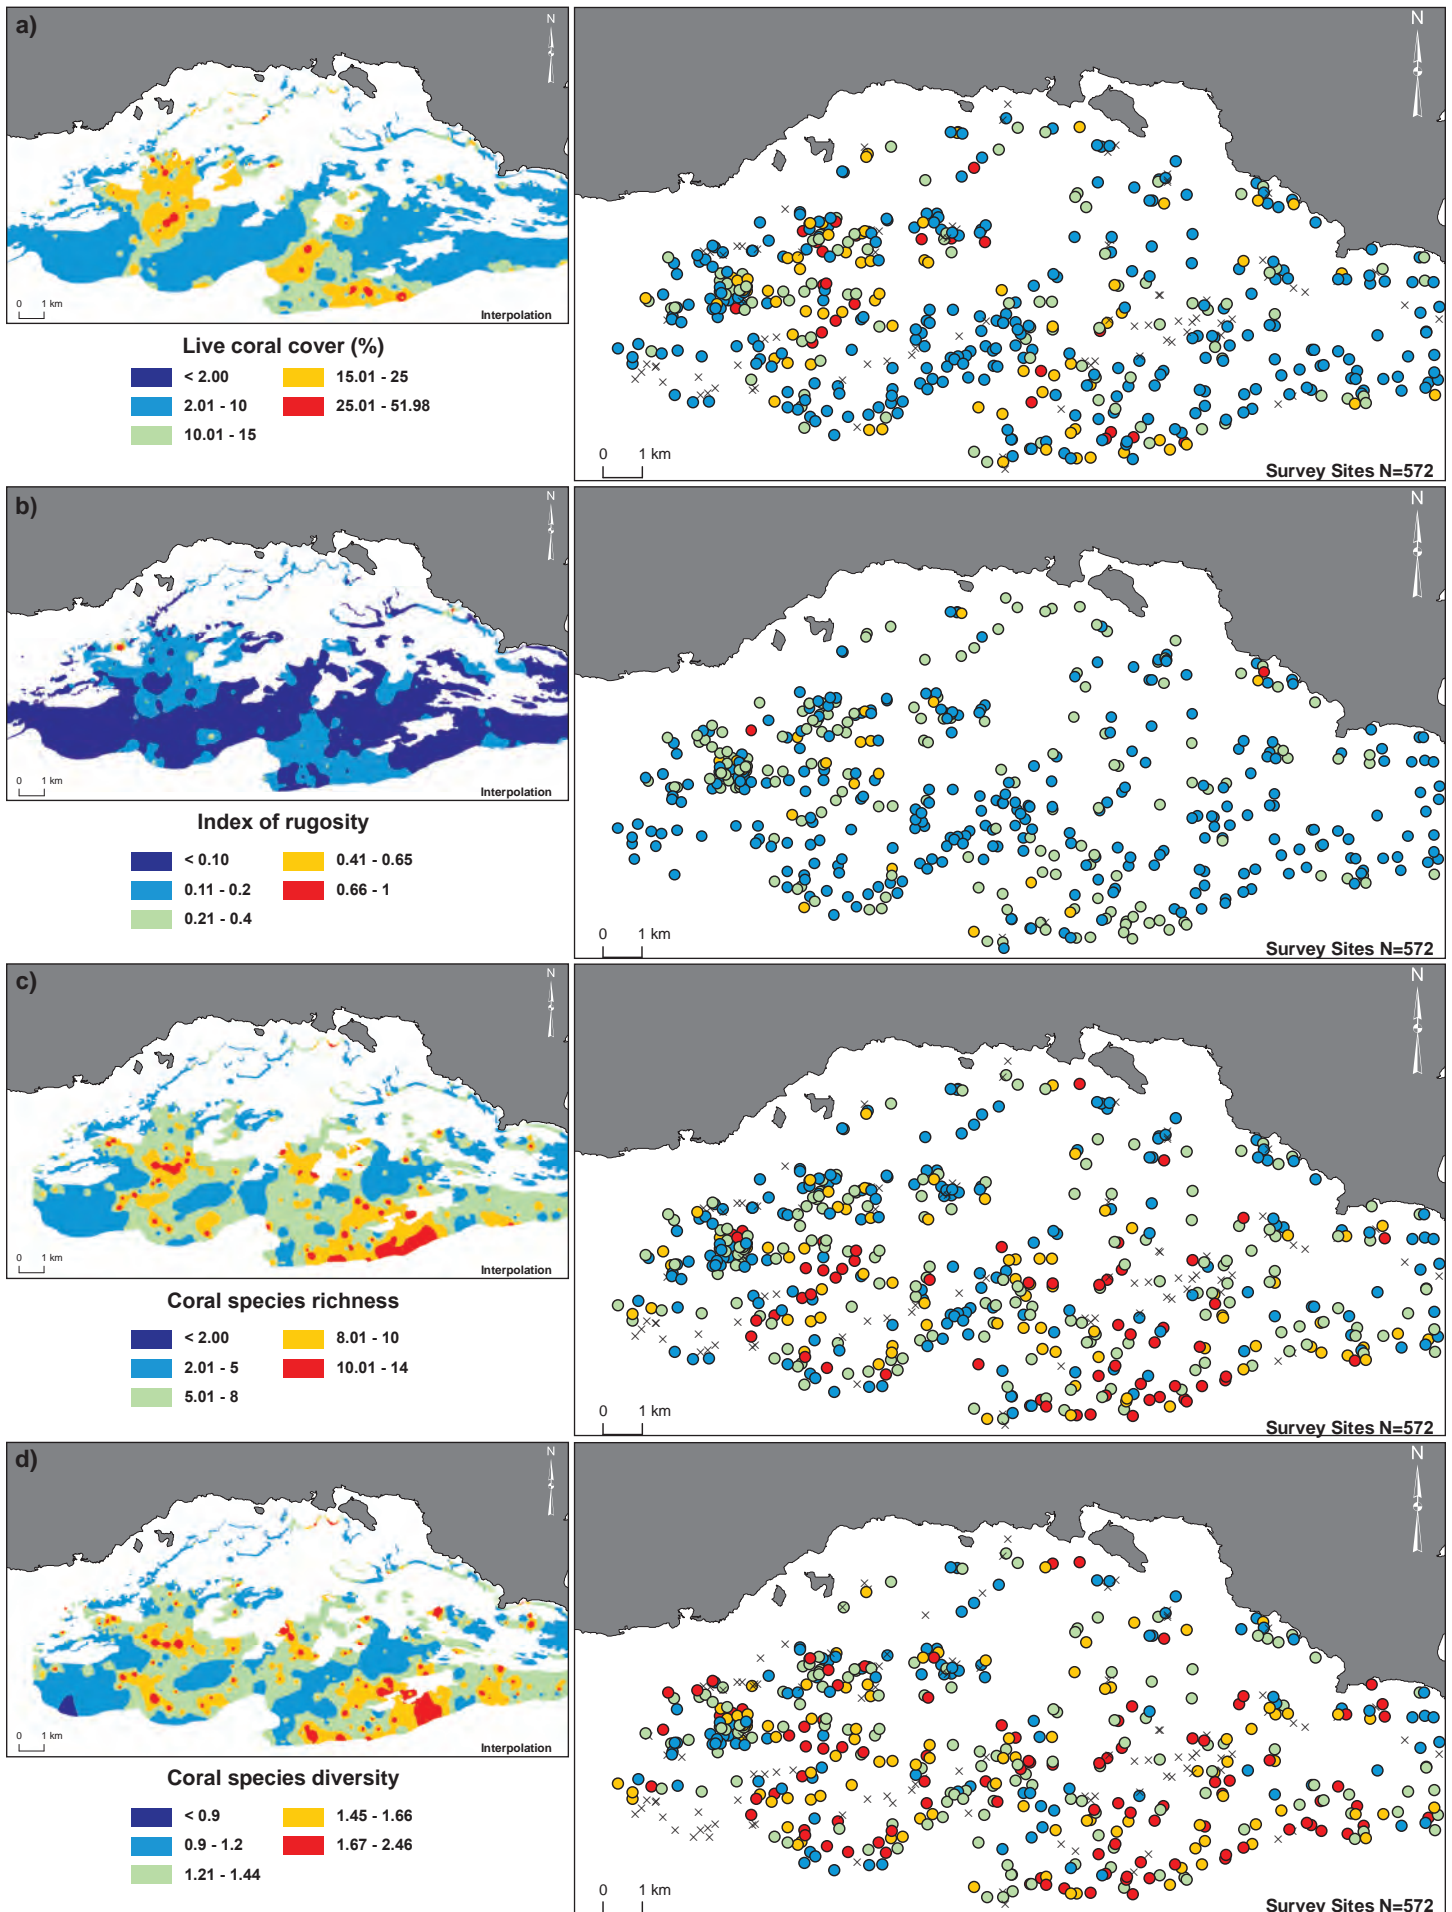 a)
N
0 1 km
Interpolation
Live coral cover (%)
< 2.00
2.01 - 10
10.01 - 15
15.01 - 25
25.01 - 51.98
N
0 1 km
Survey Sites N=572
b)
N
0 1 km
Interpolation
Index of rugosity
< 0.10
0.11 - 0.2
0.21 - 0.4
0.41 - 0.65
0.66 - 1
N
0 1 km
Survey Sites N=572
c)
N
0 1 km
Interpolation
Coral species richness
< 2.00
2.01 - 5
5.01 - 8
8.01 - 10
10.01 - 14
N
0 1 km
Survey Sites N=572
d)
N
0 1 km
Interpolation
Coral species diversity
< 0.9
0.9 - 1.2
1.21 - 1.44
1.45 - 1.66
1.67 - 2.46
N
0 1 km
Survey Sites N=572